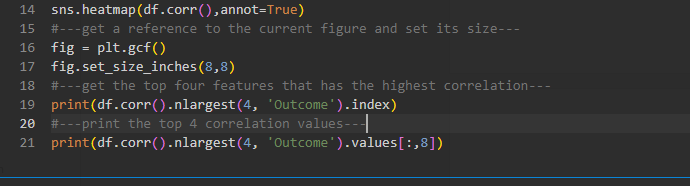 14 sns.heatmap(df.corr(),annot=True)
15 #---get a reference to the current figure and set its size---
16 fig = plt.gcf()
17 fig.set_size_inches(8,8)
18 #---get the top four features that has the highest correlation---
19 print(df.corr().nlargest(4, 'Outcome').index)
20 #---print the top 4 correlation values---
21 print(df.corr().nlargest(4, 'Outcome').values[:,8])